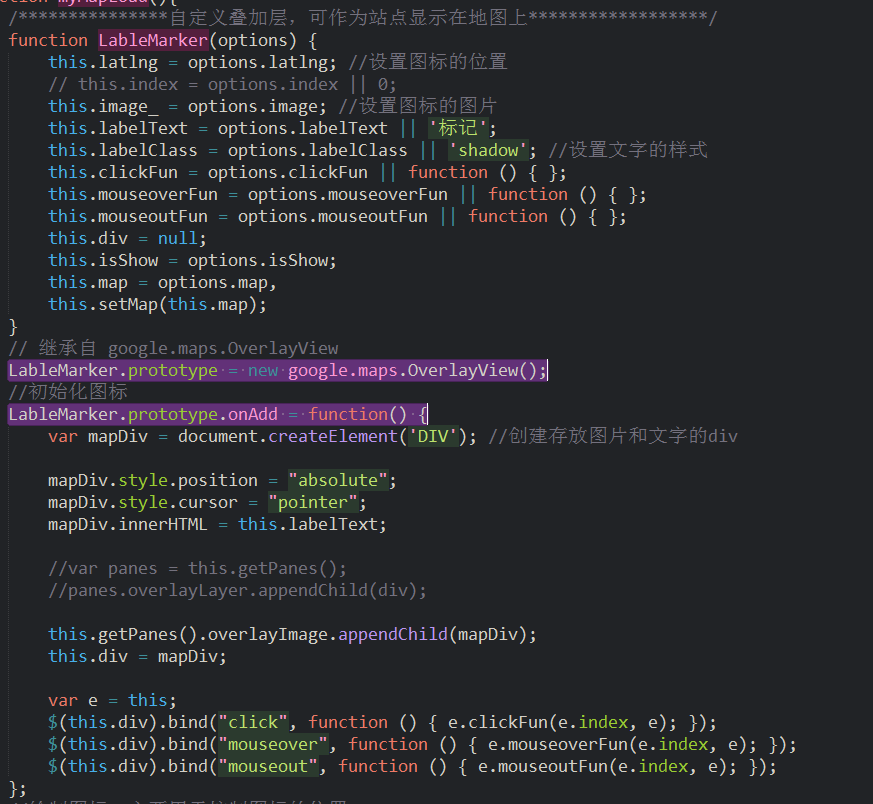 myMapLoad(){
/***************自定义叠加层，可作为站点显示在地图上******************/
function LableMarker(options) {
this.latlng = options.latlng; //设置图标的位置
// this.index = options.index || 0;
this.image_ = options.image; //设置图标的图片
this.labelText = options.labelText || '标记';
this.labelClass = options.labelClass || 'shadow'; //设置文字的样式
this.clickFun = options.clickFun || function () { };
this.mouseoverFun = options.mouseoverFun || function () { };
this.mouseoutFun = options.mouseoutFun || function () { };
this.div = null;
this.isShow = options.isShow;
this.map = options.map,
this.setMap(this.map);
}
// 继承自 google.maps.OverlayView
LableMarker.prototype = new google.maps.OverlayView();
//初始化图标
LableMarker.prototype.onAdd = function() {
var mapDiv = document.createElement('DIV'); //创建存放图片和文字的div
mapDiv.style.position = "absolute";
mapDiv.style.cursor = "pointer";
mapDiv.innerHTML = this.labelText;
//var panes = this.getPanes();
//panes.overlayLayer.appendChild(div);
this.getPanes().overlayImage.appendChild(mapDiv);
this.div = mapDiv;
var e = this;
$(this.div).bind("click", function () { e.clickFun(e.index, e); });
$(this.div).bind("mouseover", function () { e.mouseoverFun(e.index, e); });
$(this.div).bind("mouseout", function () { e.mouseoutFun(e.index, e); });
};